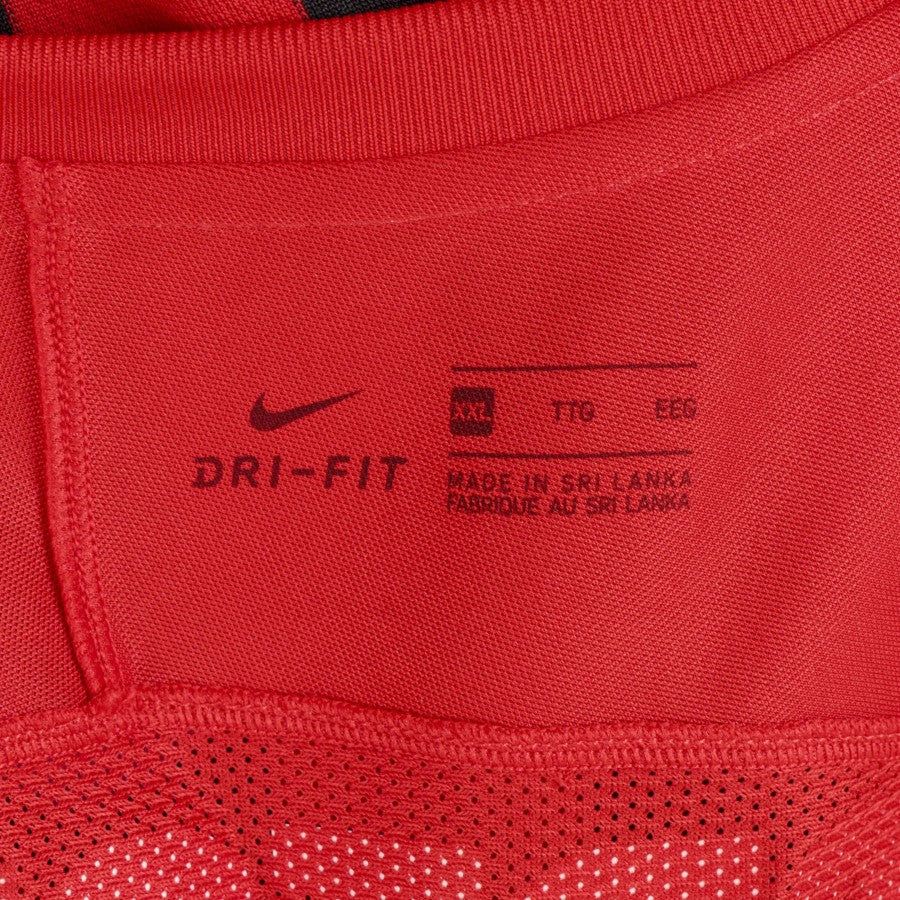 DRI-FIT
XXL TTG EEG
MADE IN SRI LANKA
FABRIQUE AU SRI LANKA